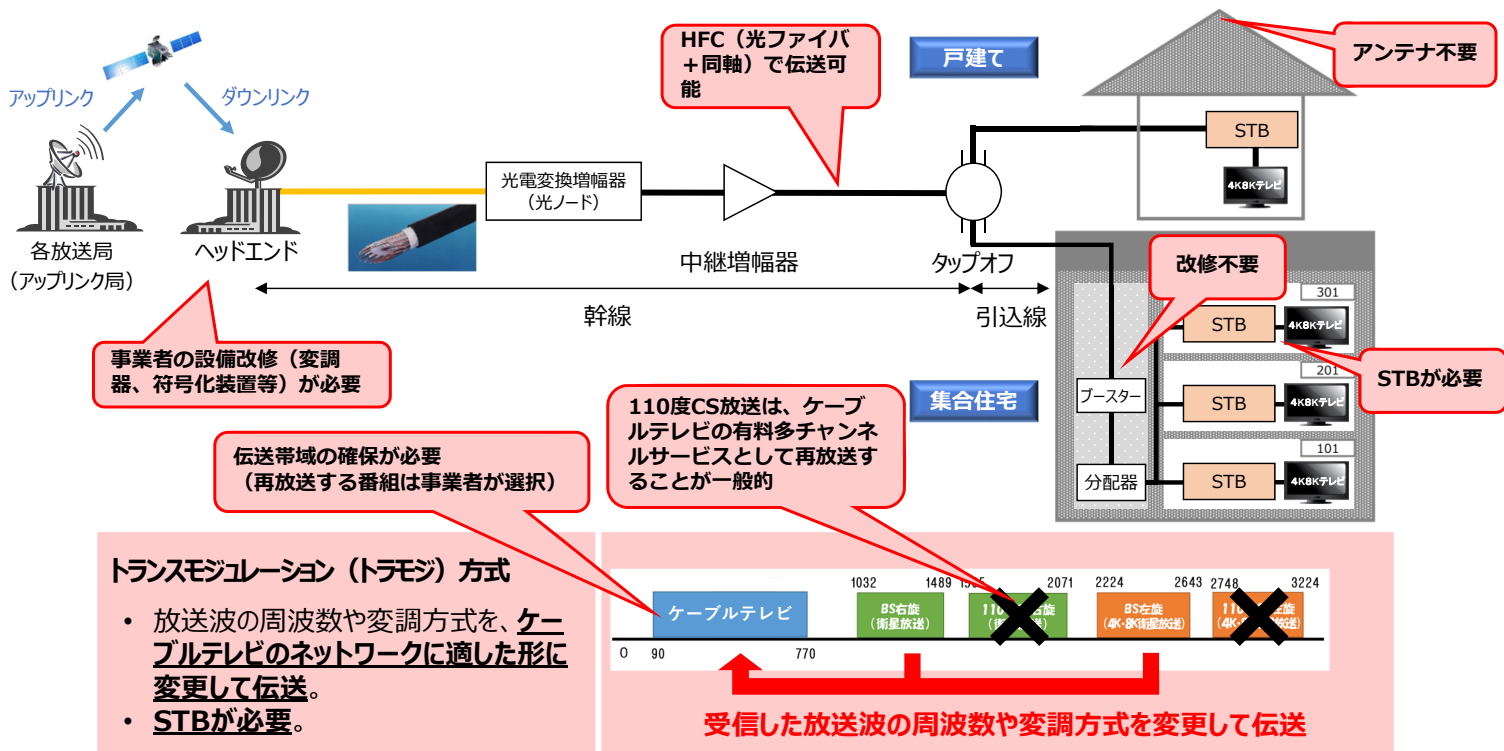 HFC（光ファイバ
＋同軸）で伝送可
能
戸建て
アンテナ不要
アップリンク
ダウンリンク
STB
4K8Kテレビ
光電変換増幅器
（光ノード）
各放送局
（アップリンク局）
ヘッドエンド
中継増幅器
タップオフ
幹線
引込線
改修不要
301
STB
4K8Kテレビ
STBが必要
201
STB
4K8Kテレビ
101
STB
4K8Kテレビ
ブースター
分配器
集合住宅
事業者の設備改修（変調
器、符号化装置等）が必要
110度CS放送は、ケーブ
ルテレビの有料多チャンネ
ルサービスとして再放送す
ることが一般的
伝送帯域の確保が必要
（再放送する番組は事業者が選択）
トランスモジュレーション（トラモジ）方式
• 放送波の周波数や変調方式を、ケー
ブルテレビのネットワークに適した形に
変更して伝送。
• STBが必要。
1032 1489 2071 2224 2643 2748 3224
ケーブルテレビ
BS右旋
（衛星放送）
110 右旋
（衛 ）
BS左旋
（4K・8K衛星放送）
110 左旋
（4K・8 放送）
0 90 770
受信した放送波の周波数や変調方式を変更して伝送